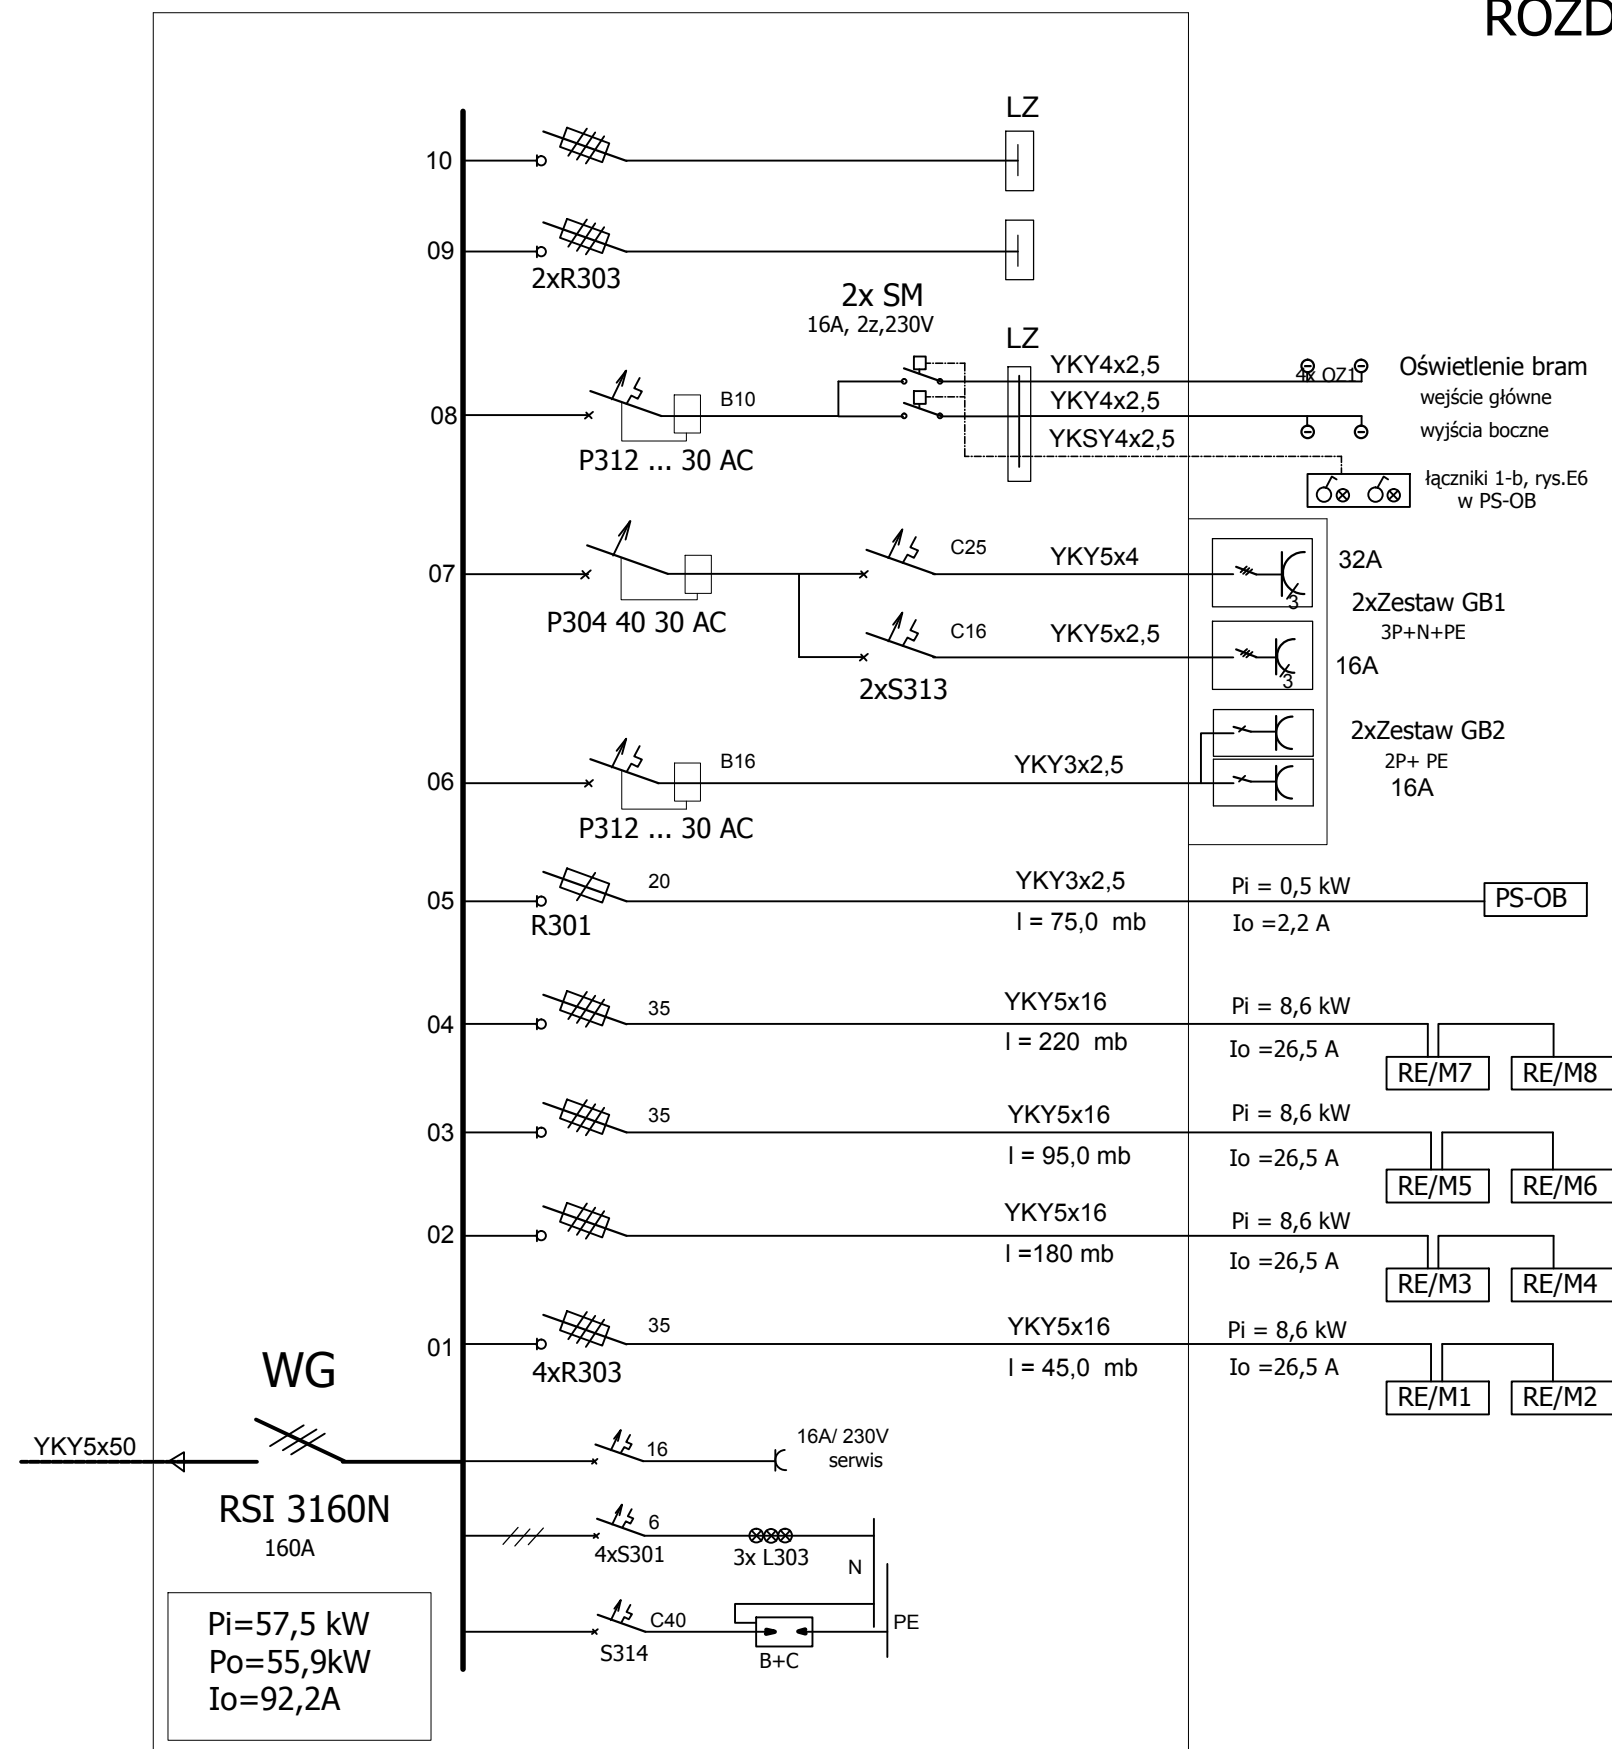 ROZD
LZ
10
09
2xR303
2x SM
16A, 2z,230V
LZ
YKY4x2,5
4x OZ1
Oświetlenie bram
wejście główne
08
B10
YKY4x2,5
wyjścia boczne
P312 ... 30 AC
YKSY4x2,5
łączniki 1-b, rys.E6
w PS-OB
07
C25
YKY5x4
32A
3
2xZestaw GB1
3P+N+PE
P304 40 30 AC
C16
YKY5x2,5
16A
3
2xS313
06
B16
YKY3x2,5
2xZestaw GB2
2P+ PE
16A
P312 ... 30 AC
05
20
YKY3x2,5
Pi = 0,5 kW
PS-OB
R301
l = 75,0 mb
Io =2,2 A
04
35
YKY5x16
Pi = 8,6 kW
l = 220 mb
Io =26,5 A
RE/M7
RE/M8
03
35
YKY5x16
Pi = 8,6 kW
l = 95,0 mb
Io =26,5 A
RE/M5
RE/M6
02
YKY5x16
Pi = 8,6 kW
l =180 mb
Io =26,5 A
RE/M3
RE/M4
01
35
YKY5x16
Pi = 8,6 kW
4xR303
l = 45,0 mb
Io =26,5 A
RE/M1
RE/M2
WG
YKY5x50
RSI 3160N
160A
16
16A/ 230V
serwis
6
4xS301
3x L303
N
C40
S314
B+C
PE
Pi=57,5 kW
Po=55,9kW
Io=92,2A